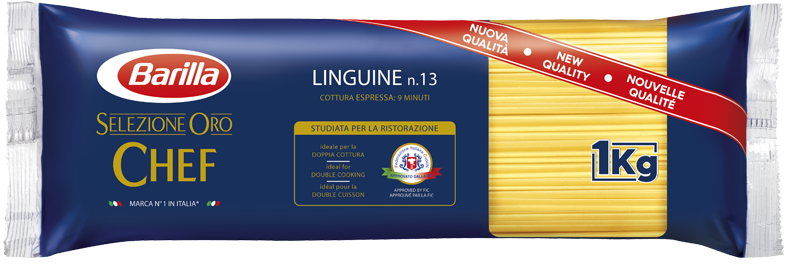 Barilla
SELEZIONE ORO
CHEF
MARCA N°1 IN ITALIA*
LINGUINE n.13
COTTURA ESPRESSA: 9 MINUTI
STUDIATA PER LA RISTORAZIONE
ideale per la
DOPPIA COTTURA
ideal for
DOUBLE COOKING
idéal pour la
DOUBLE CUISSON
APPROVATO DALLA
APPROVED BY FIC
APPROUVÉ PAR LA FIC
NUOVA
QUALITÀ
NEW
QUALITY
NOUVELLE
QUALITÉ
1Kg